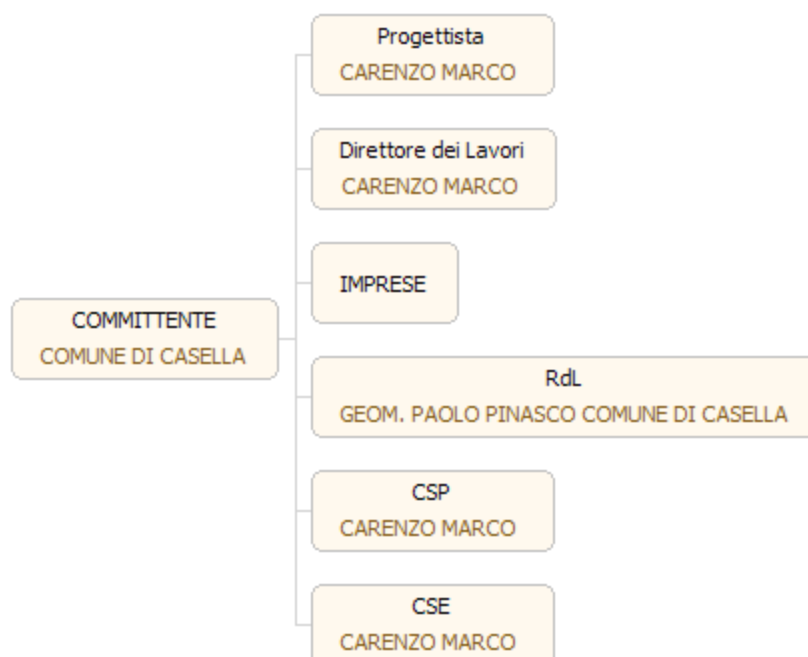 Progettista
CARENZO MARCO
Direttore dei Lavori
CARENZO MARCO
IMPRESE
COMMITTENTE
COMUNE DI CASELLA
RdL
GEOM. PAOLO PINASCO COMUNE DI CASELLA
CSP
CARENZO MARCO
CSE
CARENZO MARCO